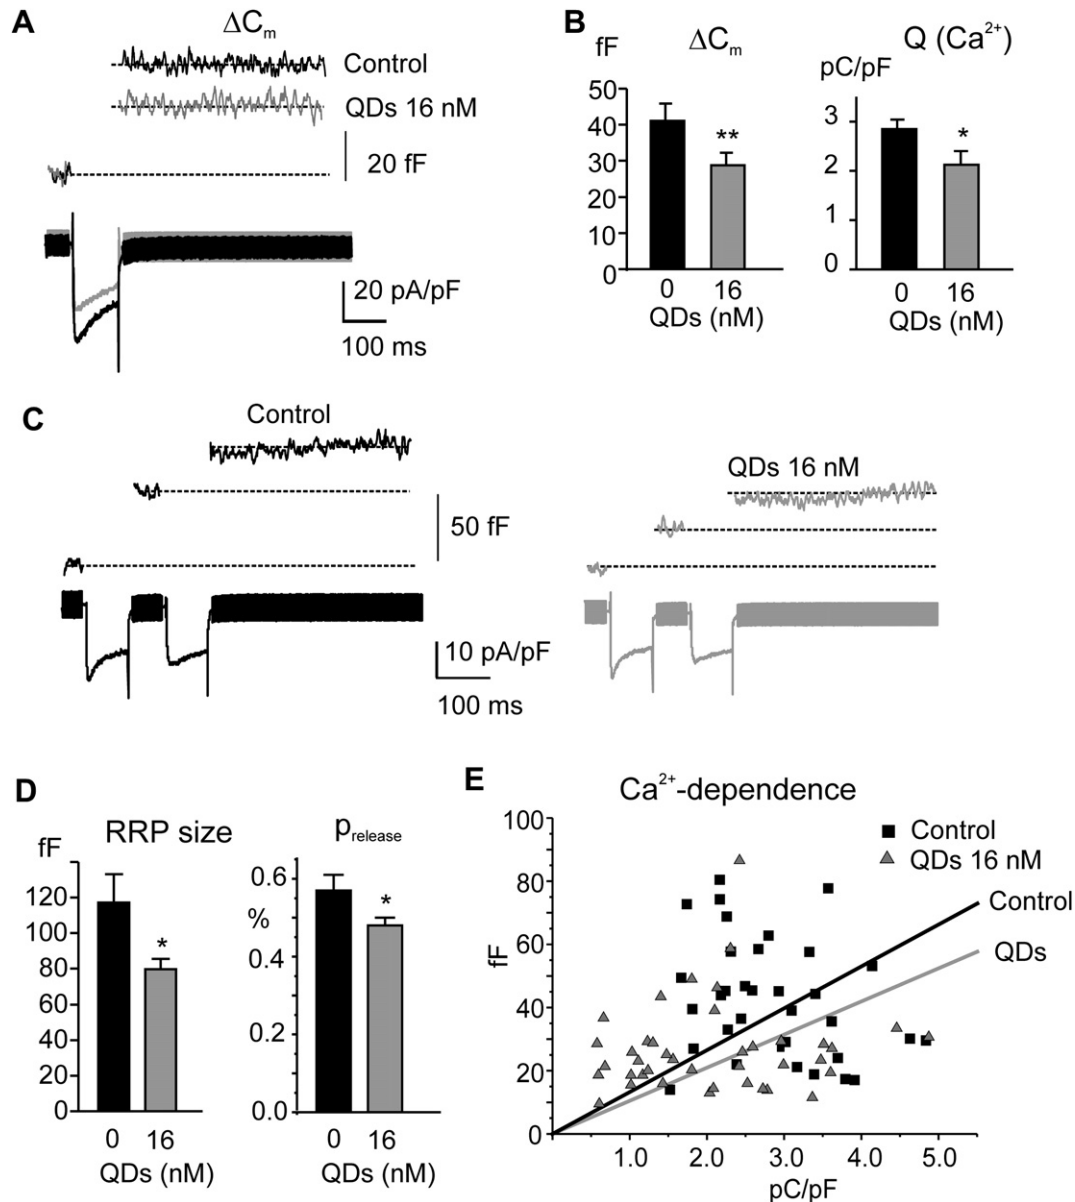 A
ΔCm
Control
QDs 16 nM
20 fF
20 pA/pF
100 ms
B
fF
ΔCm
50
40
30
20
10
0
**
0 16
QDs (nM)
Q (Ca²⁺)
pC/pF
3
2
1
0
*
0 16
QDs (nM)
C
Control
50 fF
10 pA/pF
100 ms
QDs 16 nM
D
fF
RRP size
120
100
80
60
40
20
0
*
0 16
QDs (nM)
prelease
0.6
%
0.4
0.2
0.0
*
0 16
QDs (nM)
E
Ca²⁺-dependence
fF
100
80
60
40
20
0
Control
QDs 16 nM
Control
QDs
1.0 2.0 3.0 4.0 5.0
pC/pF